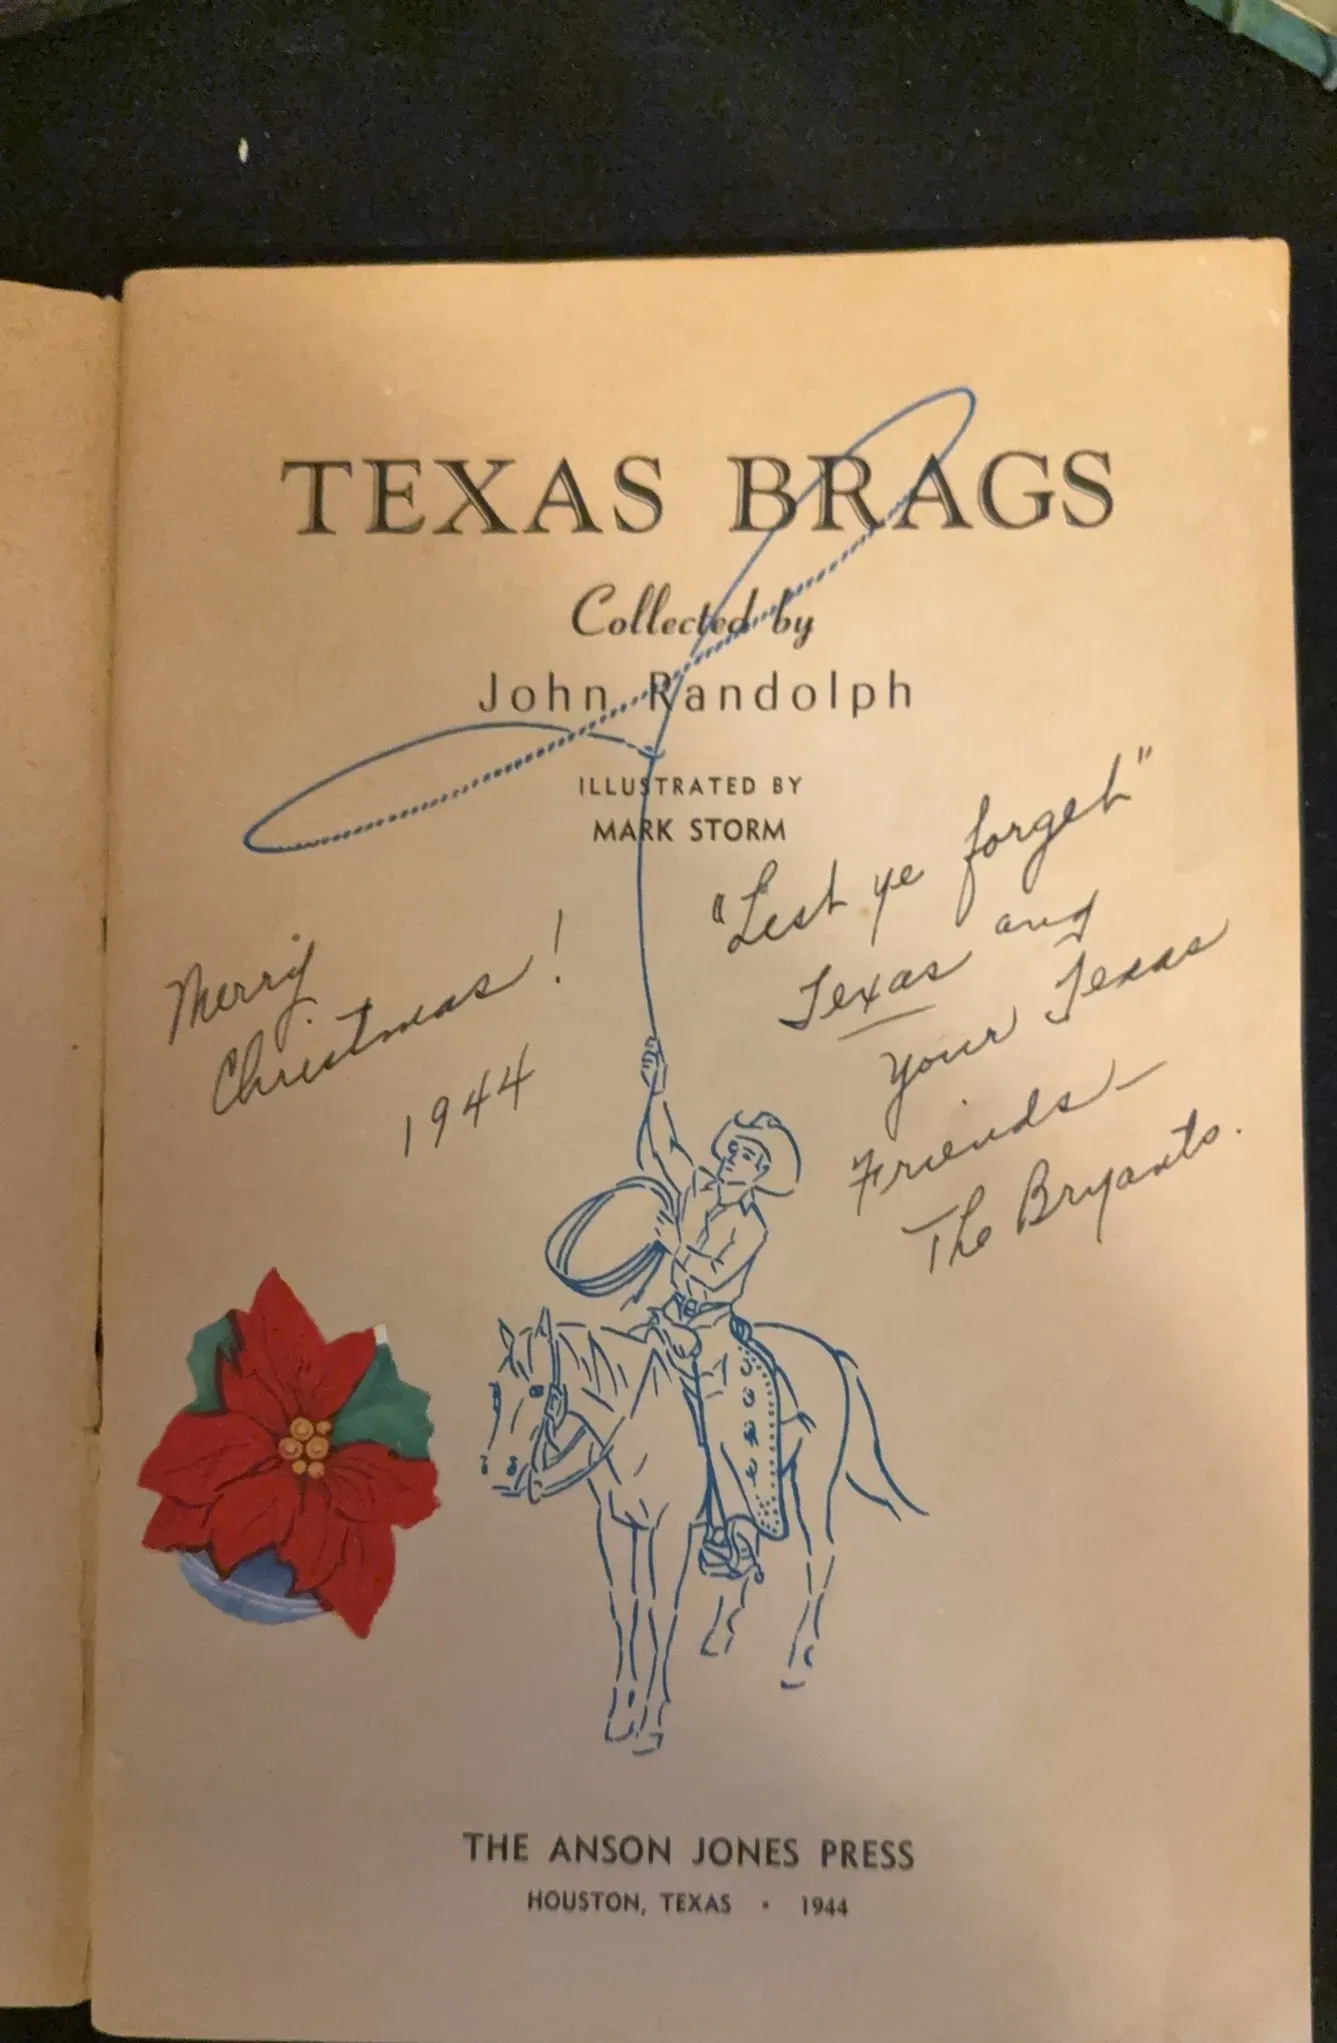 TEXAS BRAGS
Collected by
John Randolph
ILLUSTRATED BY
MARK STORM
Merry
Christmas!
1944
"Lest ye forget"
Texas and
your Texas
Friends—
The Bryants.
THE ANSON JONES PRESS
HOUSTON, TEXAS • 1944